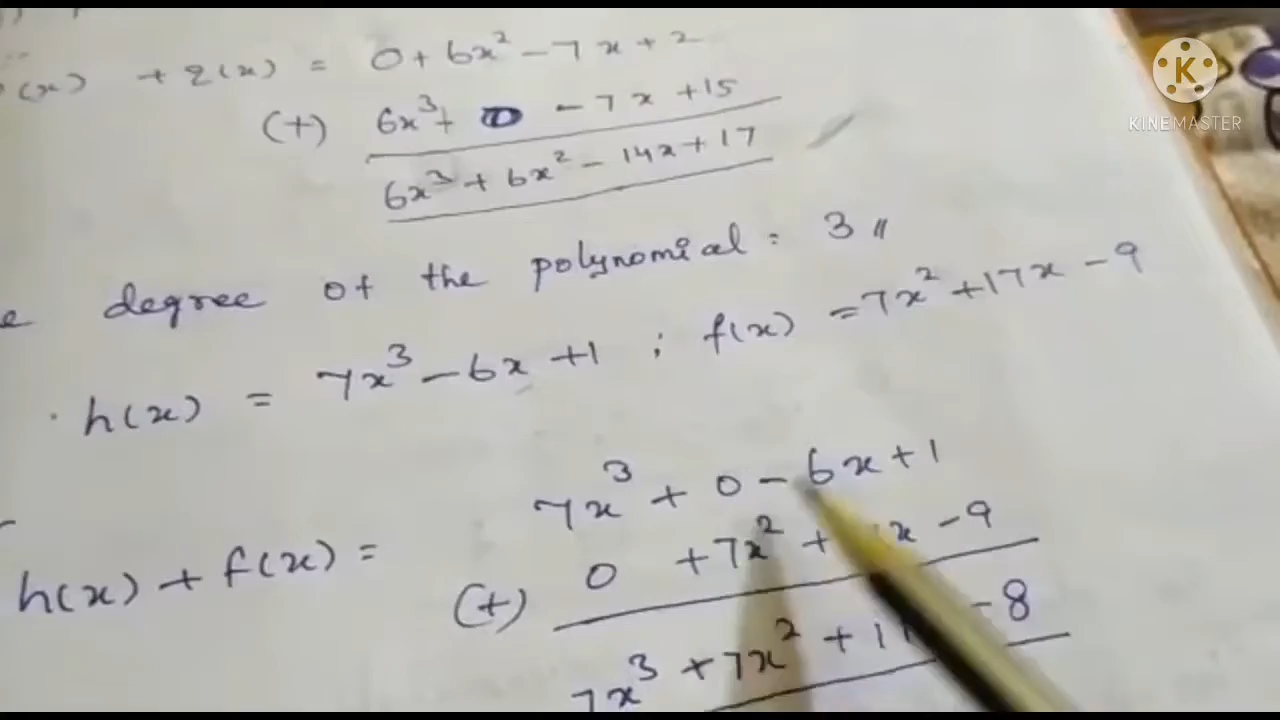 (x) + q(x) = 0 + 6x² - 7x + 2
(+) 6x³ + 0 - 7x + 15
6x³ + 6x² - 14x + 17
degree of the polynomial = 3 //
h(x) = 7x³ - 6x + 1 ; f(x) = 7x² + 17x - 9
7x³ + 0 - 6x + 1
h(x) + f(x) =
(+) 0 + 7x² + x - 9
7x³ + 7x² + 1 - 8
K
KINEMASTER